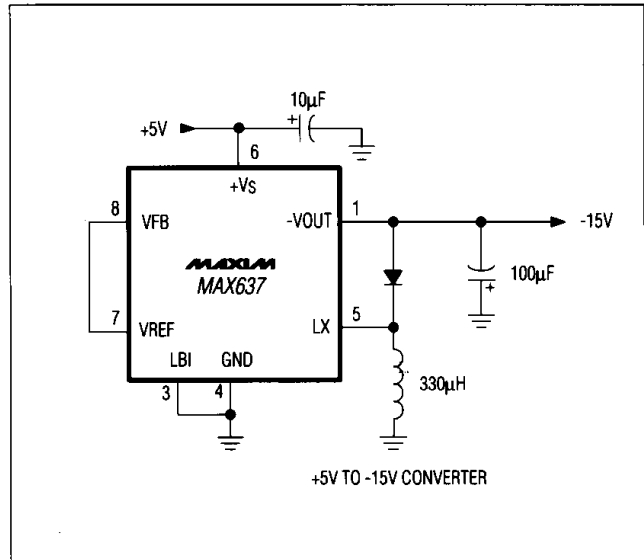 10µF
+5V
6
+VS
8
VFB
-VOUT
1
-15V
MAXIM
MAX637
100µF
7
VREF
LX
5
LBI
GND
3
4
330µH
+5V TO -15V CONVERTER